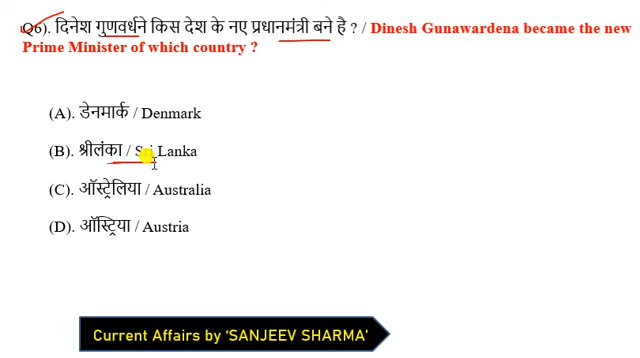 Q6). दिनेश गुणवर्धने किस देश के नए प्रधानमंत्री बने है ? / Dinesh Gunawardena became the new
Prime Minister of which country ?
(A). डेनमार्क / Denmark
(B). श्रीलंका / Sri Lanka
(C). ऑस्ट्रेलिया / Australia
(D). ऑस्ट्रिया / Austria
Current Affairs by ‘SANJEEV SHARMA’